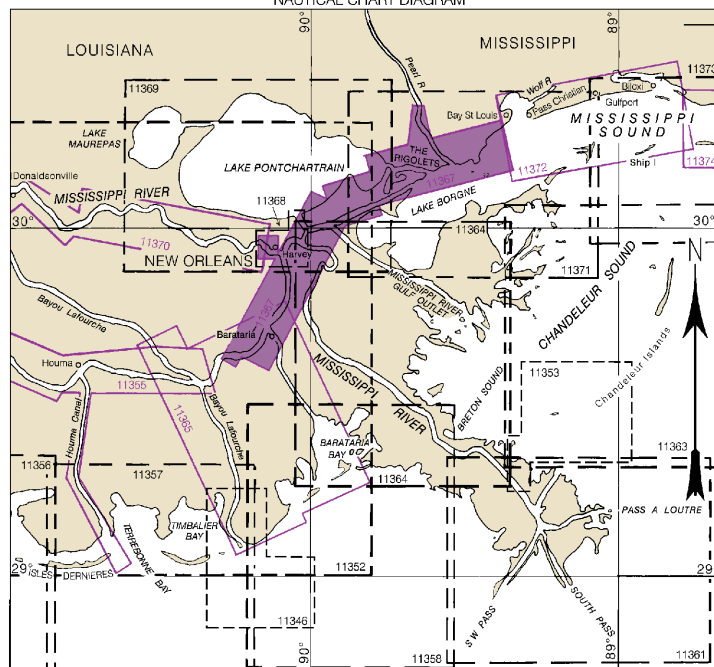 NAUTICAL CHART DIAGRAM
90°
89°
LOUISIANA
MISSISSIPPI
11373
11369
Pearl R
Wolf R
Biloxi
Pass Christian
Gulfport
Bay St Louis
MISSISSIPPI
SOUND
LAKE
MAUREPAS
THE
RIGOLETS
LAKE PONTCHARTRAIN
Ship I
11372
11374
Donaldsonville
11367
MISSISSIPPI RIVER
LAKE BORGNE
11368
30°
30°
11364
11370
Harvey
NEW ORLEANS
11371
N
MISSISSIPPI RIVER
GULF OUTLET
CHANDELEUR SOUND
Bayou Lafourche
11367
Barataria
Chandeleur Islands
Houma
MISSISSIPPI
RIVER
BRETON SOUND
11353
11355
Bayou Lafourche
11365
Houma Canal
BARATARIA
BAY
11363
11356
11357
11364
PASS A LOUTRE
TIMBALIER
BAY
TERREBONNE BAY
29°
ISLES DERNIERES
11352
29°
SOUTH PASS
S W PASS
11346
90°
89°
11358
11361